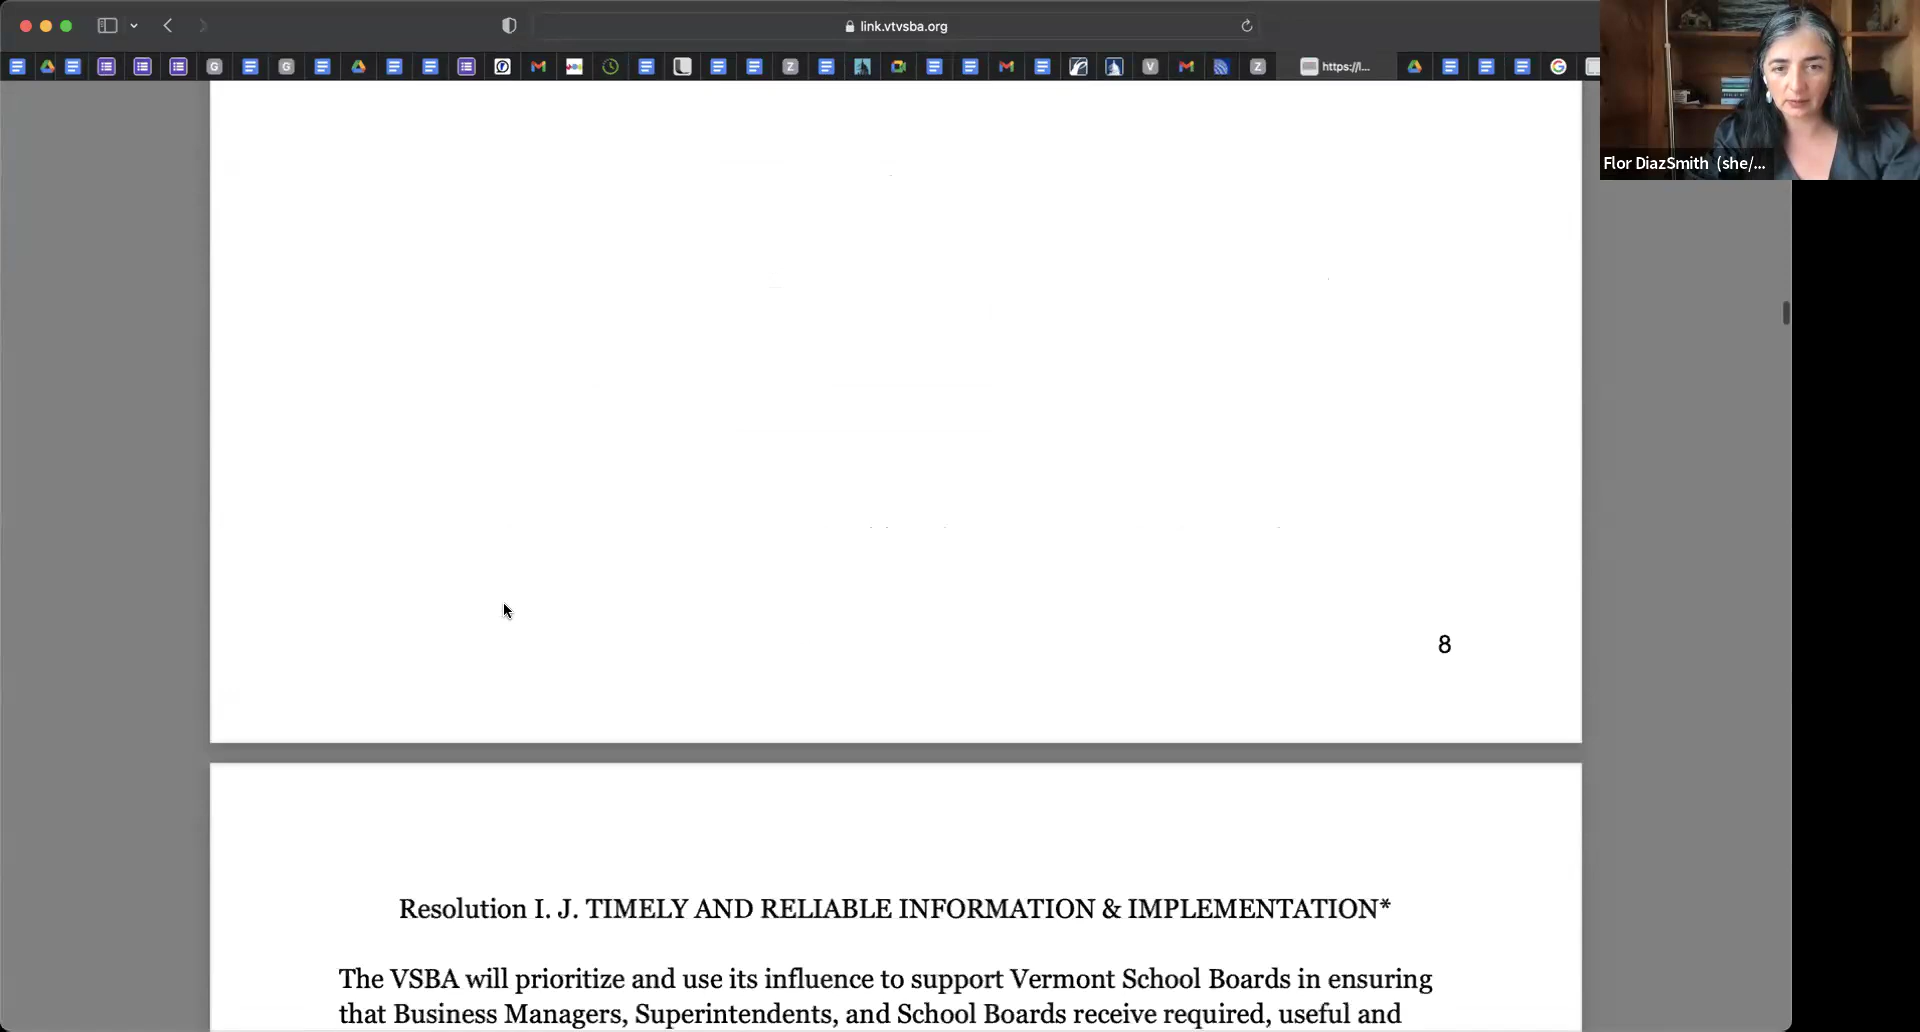 link.vtvsba.org
https://l...
Flor DiazSmith (she/...
8
Resolution I. J. TIMELY AND RELIABLE INFORMATION & IMPLEMENTATION*
The VSBA will prioritize and use its influence to support Vermont School Boards in ensuring
that Business Managers, Superintendents, and School Boards receive required, useful and